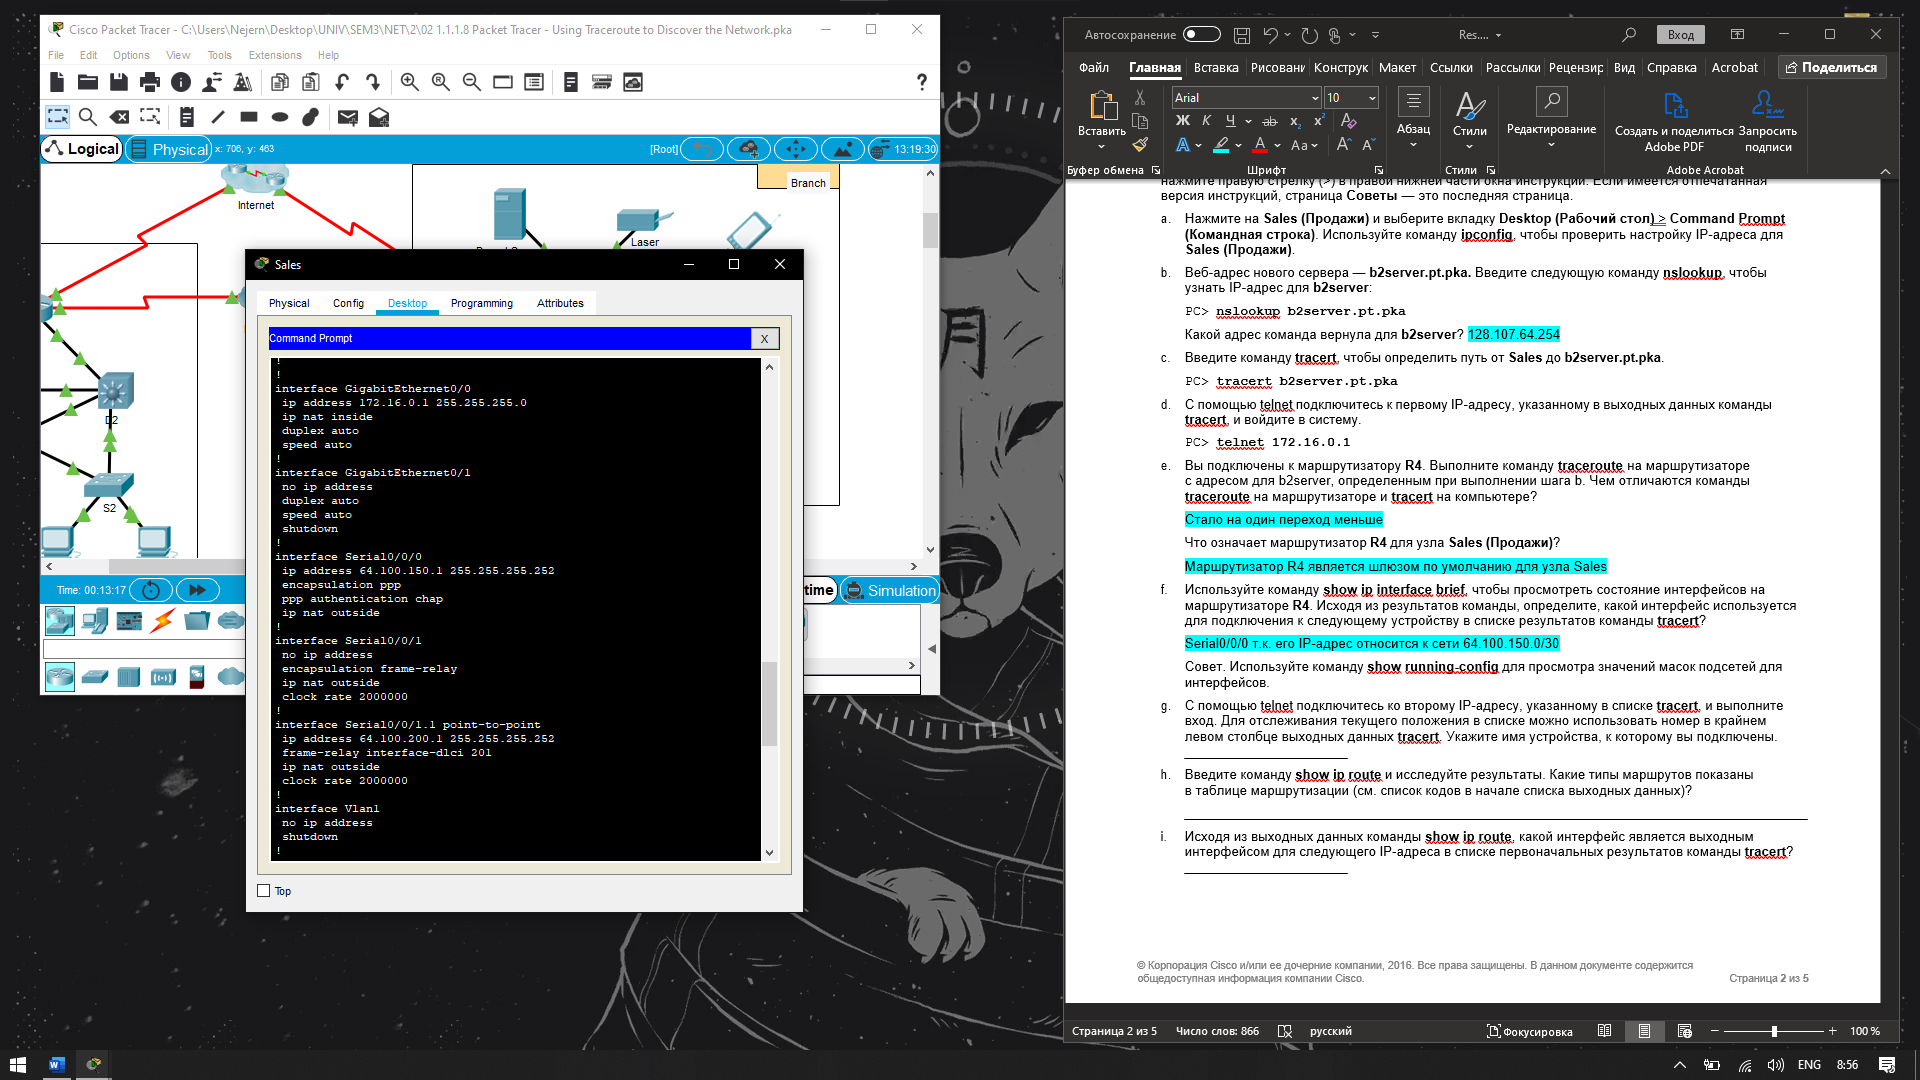 Cisco Packet Tracer - C:\Users\Nejern\Desktop\UNIV\SEM3\NET\2\02 1.1.1.8 Packet Tracer - Using Traceroute to Discover the Network.pka
File Edit Options View Tools Extensions Help
Logical Physical x: 706, y: 463 [Root] 13:19:30
Internet
Branch
Laser
D2
S2
Time: 00:13:17
time Simulation
Sales
Physical Config Desktop Programming Attributes
Command Prompt X
!
!
interface GigabitEthernet0/0
ip address 172.16.0.1 255.255.255.0
ip nat inside
duplex auto
speed auto
!
interface GigabitEthernet0/1
no ip address
duplex auto
speed auto
shutdown
!
interface Serial0/0/0
ip address 64.100.150.1 255.255.255.252
encapsulation ppp
ppp authentication chap
ip nat outside
!
interface Serial0/0/1
no ip address
encapsulation frame-relay
ip nat outside
clock rate 2000000
!
interface Serial0/0/1.1 point-to-point
ip address 64.100.200.1 255.255.255.252
frame-relay interface-dlci 201
ip nat outside
clock rate 2000000
!
interface Vlan1
no ip address
shutdown
!
Top
Автосохранение Res.... Вход
Файл Главная Вставка Рисовани Конструк Макет Ссылки Рассылки Рецензир Вид Справка Acrobat Поделиться
Arial 10
Вставить Ж К Ч ab x₂ x² A
Aa
Абзац Стили Редактирование
Создать и поделиться Adobe PDF
Запросить подписи
Буфер обмена Шрифт Стили Adobe Acrobat
нажмите правую стрелку (>) в правой нижней части окна инструкции. Если имеется отпечатанная
версия инструкций, страница Советы — это последняя страница.
a. Нажмите на Sales (Продажи) и выберите вкладку Desktop (Рабочий стол) > Command Prompt
(Командная строка). Используйте команду ipconfig, чтобы проверить настройку IP-адреса для
Sales (Продажи).
b. Веб-адрес нового сервера — b2server.pt.pka. Введите следующую команду nslookup, чтобы
узнать IP-адрес для b2server:
PC> nslookup b2server.pt.pka
Какой адрес команда вернула для b2server? 128.107.64.254
c. Введите команду tracert, чтобы определить путь от Sales до b2server.pt.pka.
PC> tracert b2server.pt.pka
d. С помощью telnet подключитесь к первому IP-адресу, указанному в выходных данных команды
tracert, и войдите в систему.
PC> telnet 172.16.0.1
e. Вы подключены к маршрутизатору R4. Выполните команду traceroute на маршрутизаторе
с адресом для b2server, определенным при выполнении шага b. Чем отличаются команды
traceroute на маршрутизаторе и tracert на компьютере?
Стало на один переход меньше
Что означает маршрутизатор R4 для узла Sales (Продажи)?
Маршрутизатор R4 является шлюзом по умолчанию для узла Sales
f. Используйте команду show ip interface brief, чтобы просмотреть состояние интерфейсов на
маршрутизаторе R4. Исходя из результатов команды, определите, какой интерфейс используется
для подключения к следующему устройству в списке результатов команды tracert?
Serial0/0/0 т.к. его IP-адрес относится к сети 64.100.150.0/30
Совет. Используйте команду show running-config для просмотра значений масок подсетей для
интерфейсов.
g. С помощью telnet подключитесь ко второму IP-адресу, указанному в списке tracert, и выполните
вход. Для отслеживания текущего положения в списке можно использовать номер в крайнем
левом столбце выходных данных tracert. Укажите имя устройства, к которому вы подключены.
h. Введите команду show ip route и исследуйте результаты. Какие типы маршрутов показаны
в таблице маршрутизации (см. список кодов в начале списка выходных данных)?
i. Исходя из выходных данных команды show ip route, какой интерфейс является выходным
интерфейсом для следующего IP-адреса в списке первоначальных результатов команды tracert?
© Корпорация Cisco и/или ее дочерние компании, 2016. Все права защищены. В данном документе содержится
общедоступная информация компании Cisco. Страница 2 из 5
Страница 2 из 5 Число слов: 866 русский Фокусировка 100 %
ENG 8:56